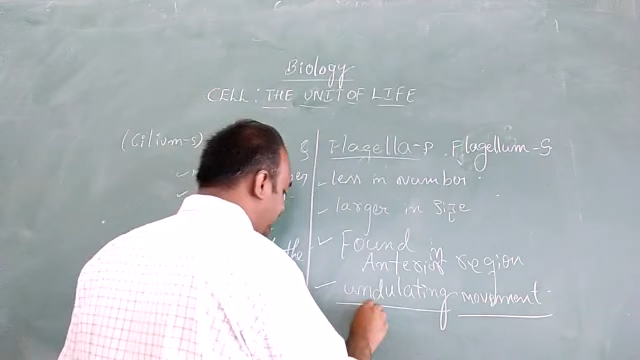 Biology
CELL: THE UNIT OF LIFE
(Cilium-s)
Flagella-P. Flagellum-S
less in number.
larger in size
Found in
Anterior region
undulating movement.
the